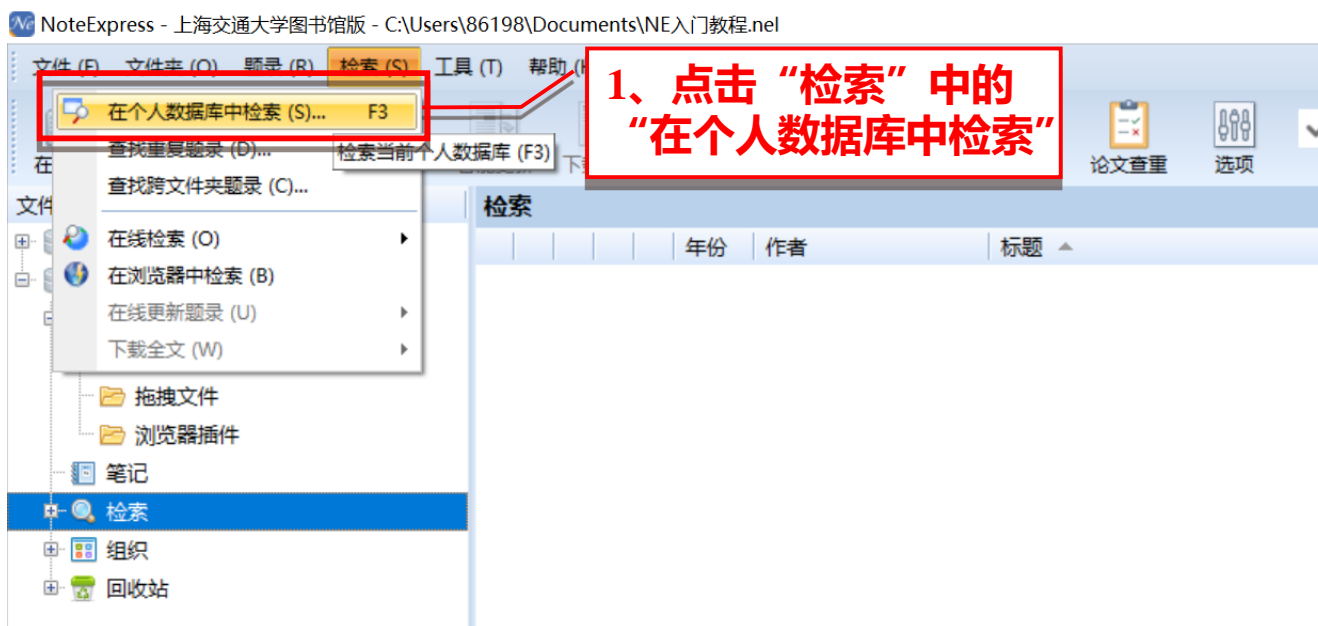 NoteExpress - 上海交通大学图书馆版 - C:\Users\86198\Documents\NE入门教程.nel
文件 (F) 文件夹 (O) 题录 (R) 检索 (S) 工具 (T) 帮助
1、点击“检索”中的
“在个人数据库中检索”
在个人数据库中检索 (S)... F3
查找重复题录 (D)...
检索当前个人数据库 (F3)
查找跨文件夹题录 (C)...
在线检索 (O)
在浏览器中检索 (B)
在线更新题录 (U)
下载全文 (W)
论文查重 选项
检索
年份 作者 标题
拖拽文件
浏览器插件
笔记
检索
组织
回收站